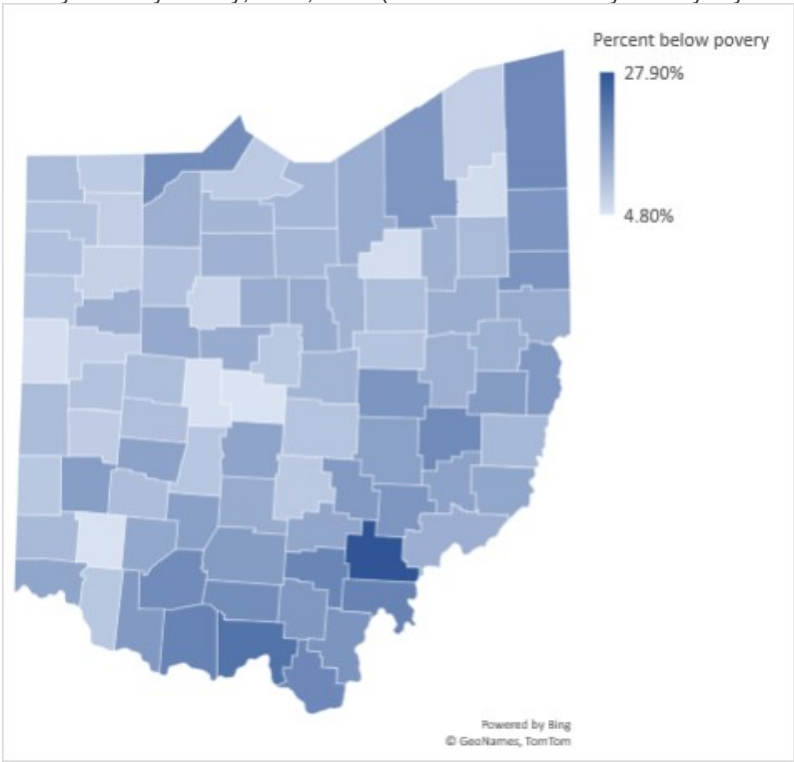 Percent below povery
27.90%
4.80%
Powered by Bing
© GeoNames, TomTom